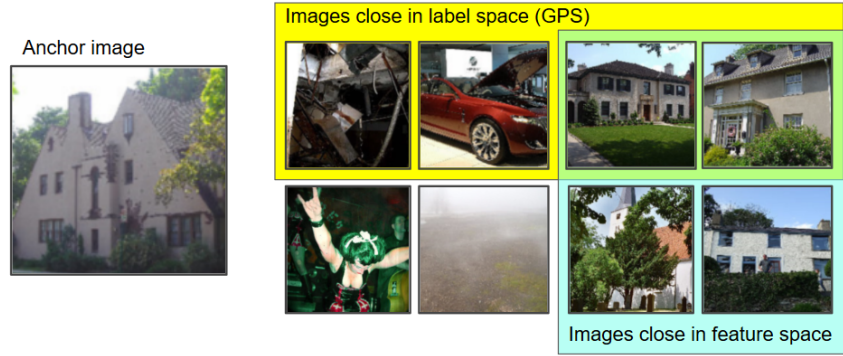 Images close in label space (GPS)
Anchor image
Images close in feature space